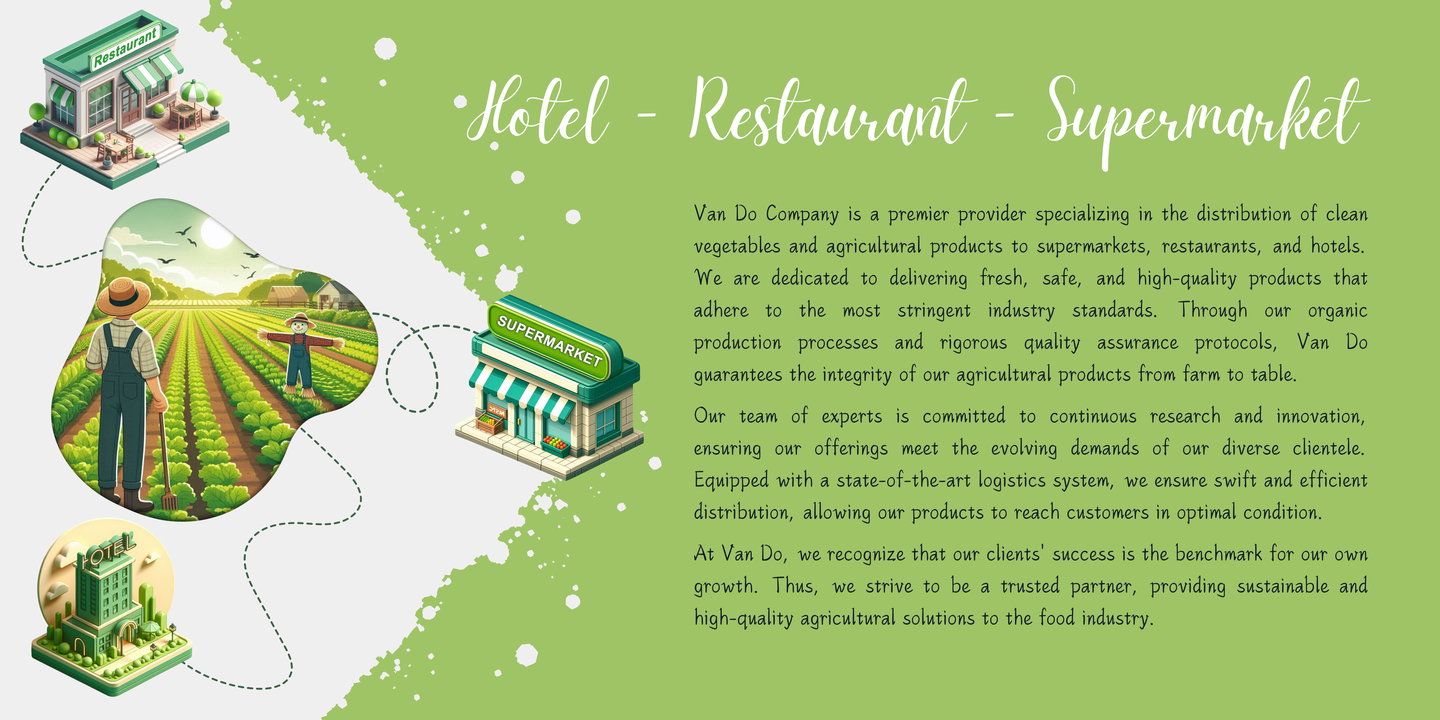 Restaurant
Hotel - Restaurant - Supermarket
Van Do Company is a premier provider specializing in the distribution of clean
vegetables and agricultural products to supermarkets, restaurants, and hotels.
We are dedicated to delivering fresh, safe, and high-quality products that
adhere to the most stringent industry standards. Through our organic
production processes and rigorous quality assurance protocols, Van Do
guarantees the integrity of our agricultural products from farm to table.
Our team of experts is committed to continuous research and innovation,
ensuring our offerings meet the evolving demands of our diverse clientele.
Equipped with a state-of-the-art logistics system, we ensure swift and efficient
distribution, allowing our products to reach customers in optimal condition.
At Van Do, we recognize that our clients' success is the benchmark for our own
growth. Thus, we strive to be a trusted partner, providing sustainable and
high-quality agricultural solutions to the food industry.
SUPERMARKET
HOTEL